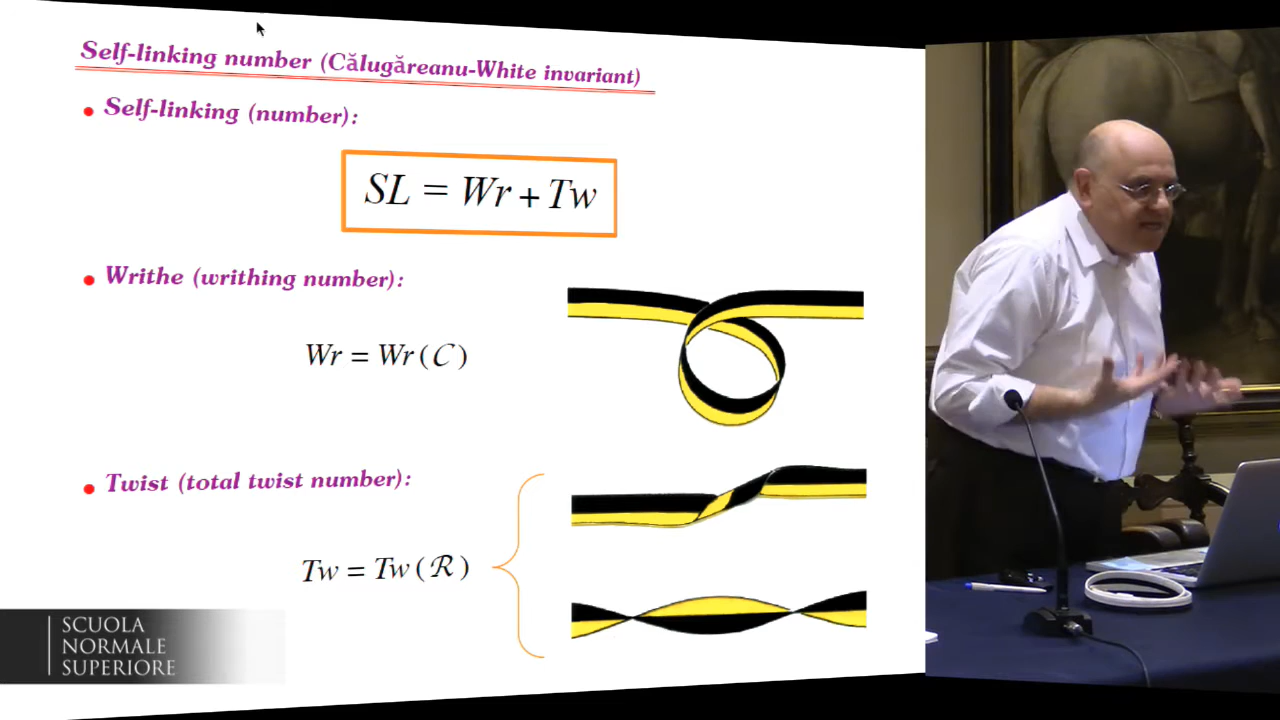 Self-linking number (Călugăreanu-White invariant)
• Self-linking (number):
SL = Wr + Tw
• Writhe (writhing number):
Wr = Wr (C)
• Twist (total twist number):
Tw = Tw (R)
SCUOLA
NORMALE
SUPERIORE